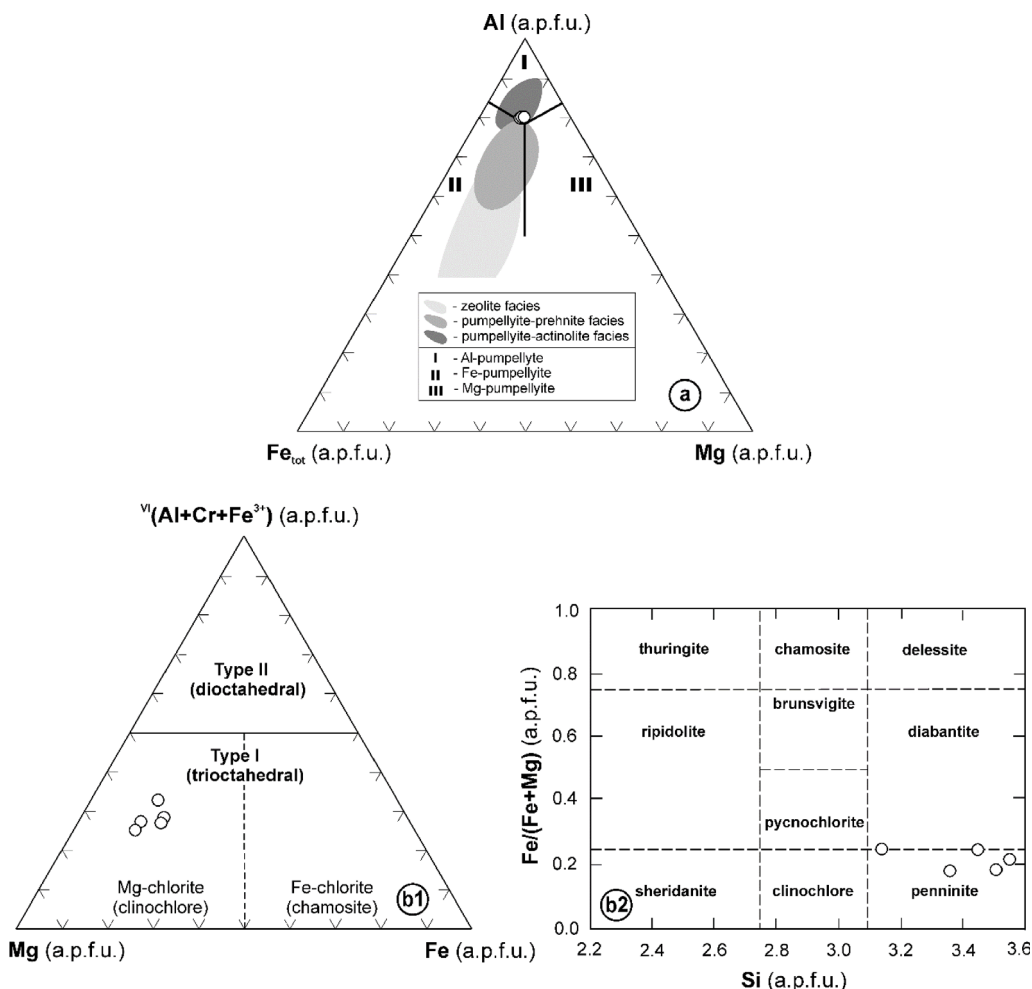 Al (a.p.f.u.)
I
II
III
- zeolite facies
- pumpellyite-prehnite facies
- pumpellyite-actinolite facies
I - Al-pumpellyte
II - Fe-pumpellyite
III - Mg-pumpellyite
a
Fetot (a.p.f.u.)
Mg (a.p.f.u.)
VI(Al+Cr+Fe3+) (a.p.f.u.)
Type II
(dioctahedral)
Type I
(trioctahedral)
Mg-chlorite
(clinochlore)
Fe-chlorite
(chamosite)
b1
Mg (a.p.f.u.)
Fe (a.p.f.u.)
Fe/(Fe+Mg) (a.p.f.u.)
1.0
0.8
0.6
0.4
0.2
0.0
thuringite
chamosite
delessite
brunsvigite
ripidolite
diabantite
pycnochlorite
sheridanite
clinochlore
penninite
b2
2.2 2.4 2.6 2.8 3.0 3.2 3.4 3.6
Si (a.p.f.u.)